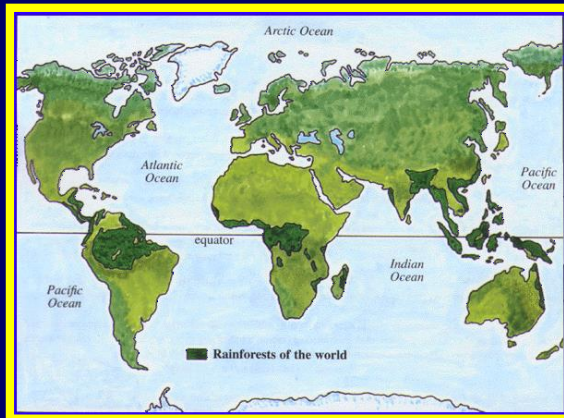 Arctic Ocean
Atlantic
Ocean
Pacific
Ocean
equator
Indian
Ocean
Pacific
Ocean
Rainforests of the world